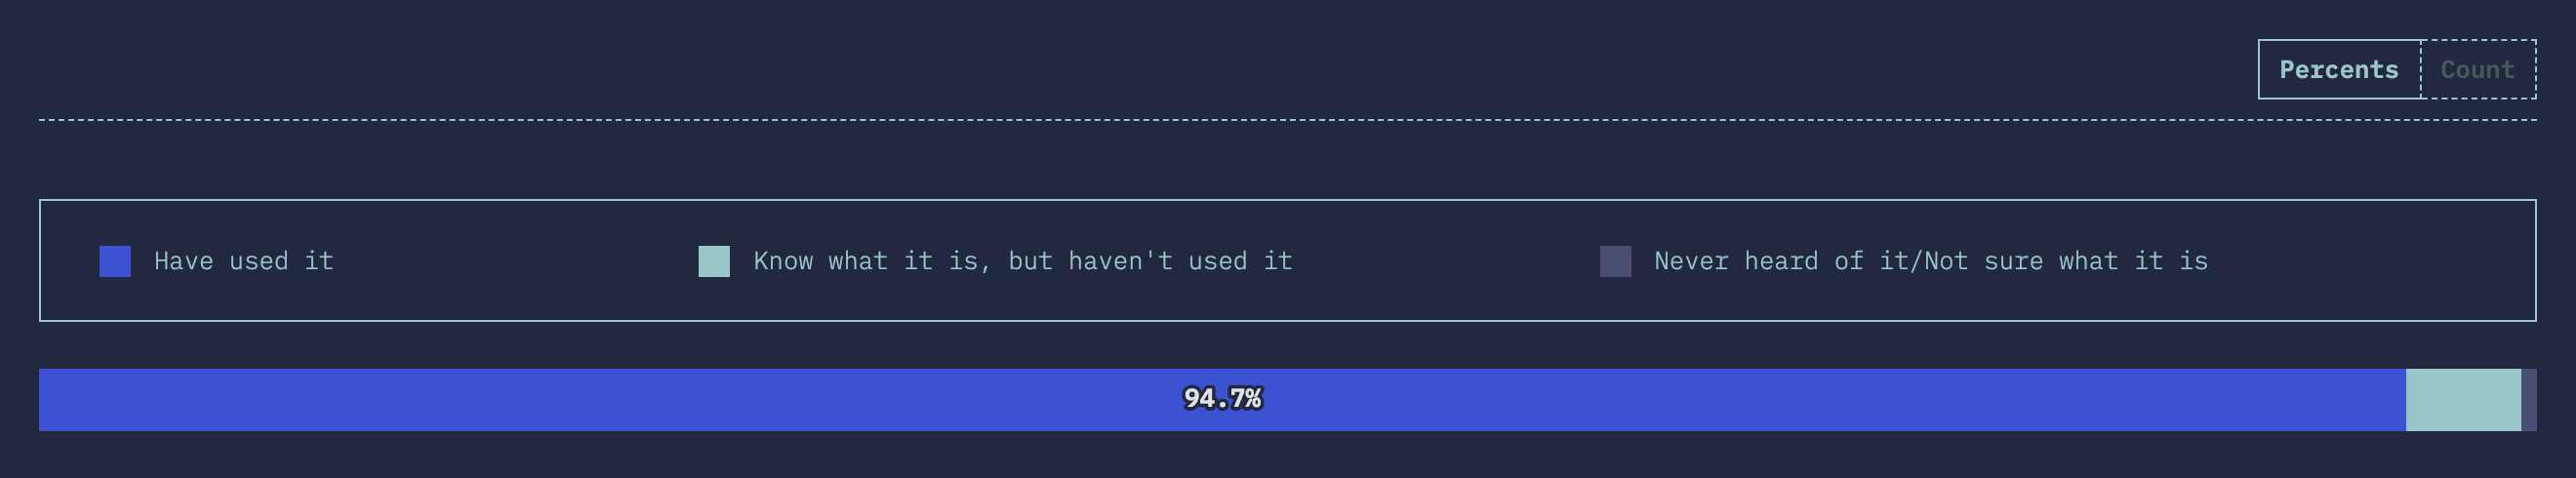 Percents Count
Have used it Know what it is, but haven't used it Never heard of it/Not sure what it is
94.7%